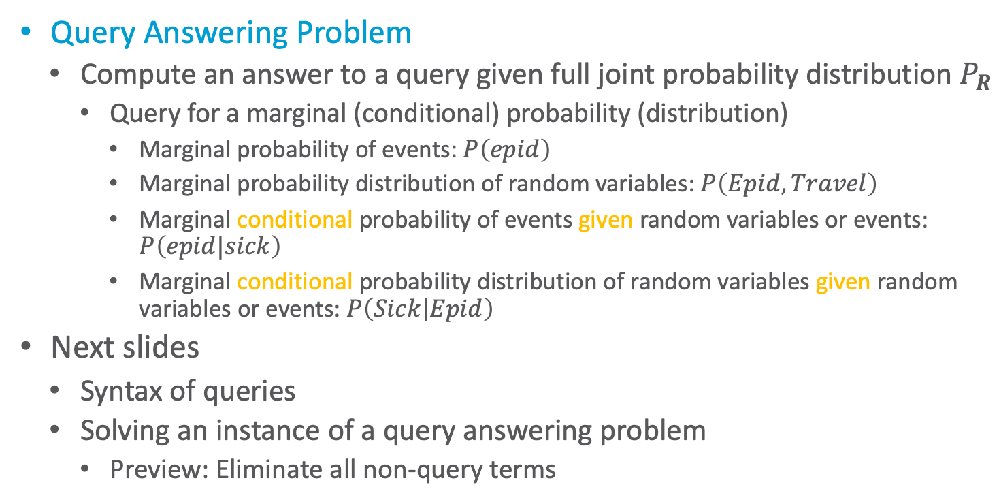 • Query Answering Problem
• Compute an answer to a query given full joint probability distribution P_R
• Query for a marginal (conditional) probability (distribution)
• Marginal probability of events: P(epid)
• Marginal probability distribution of random variables: P(Epid, Travel)
• Marginal conditional probability of events given random variables or events:
P(epid|sick)
• Marginal conditional probability distribution of random variables given random
variables or events: P(Sick|Epid)
• Next slides
• Syntax of queries
• Solving an instance of a query answering problem
• Preview: Eliminate all non-query terms